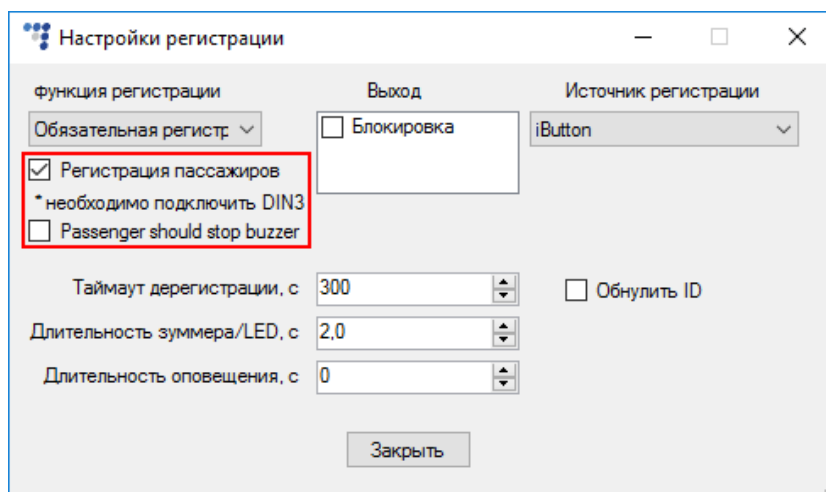 Настройки регистрации
функция регистрации
Выход
Источник регистрации
Обязательная регистр
Блокировка
iButton
Регистрация пассажиров
* необходимо подключить DIN3
Passenger should stop buzzer
Таймаут дерегистрации, с
300
Обнулить ID
Длительность зуммера/LED, с
2,0
Длительность оповещения, с
0
Закрыть